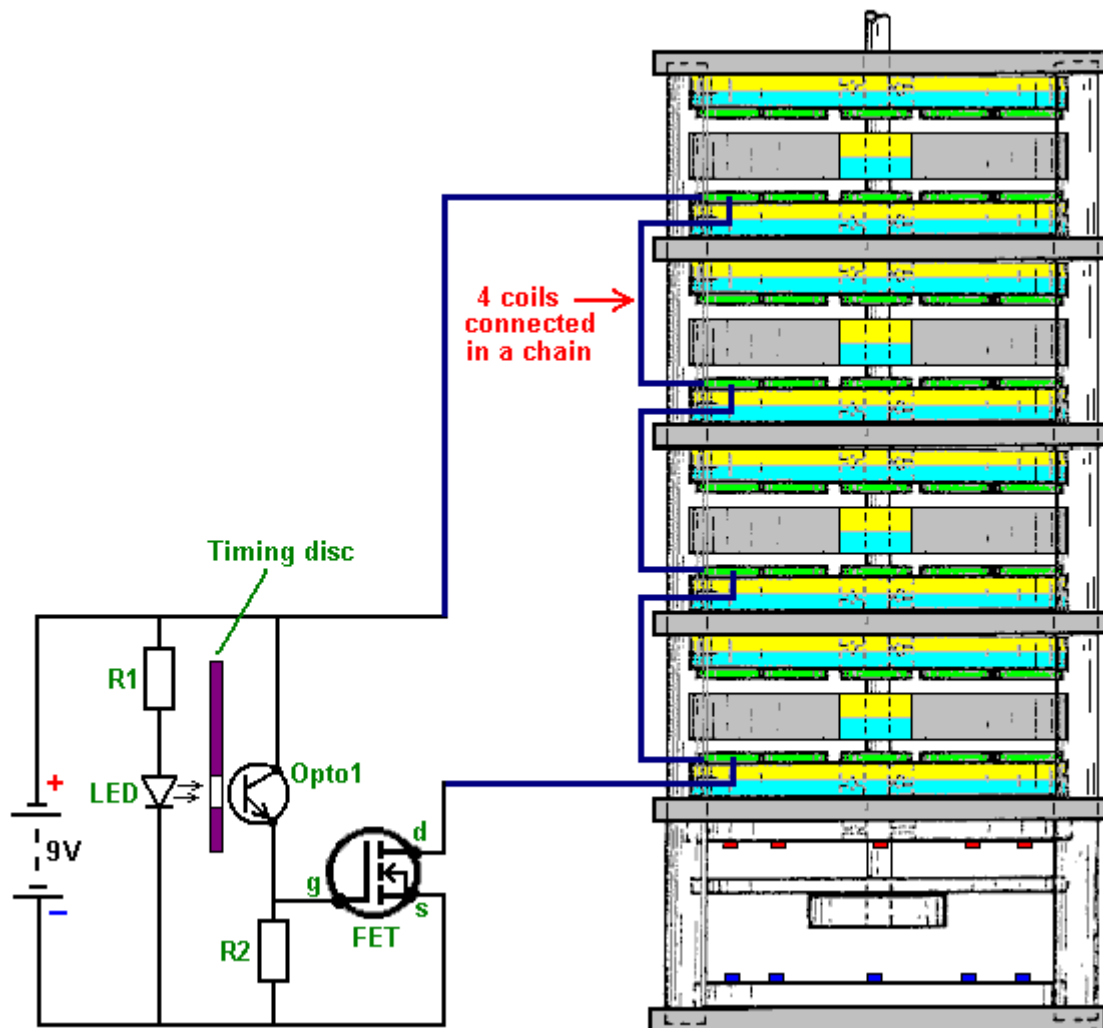 4 coils
connected
in a chain
Timing disc
R1
LED
Opto1
+
9V
–
d
g
s
FET
R2